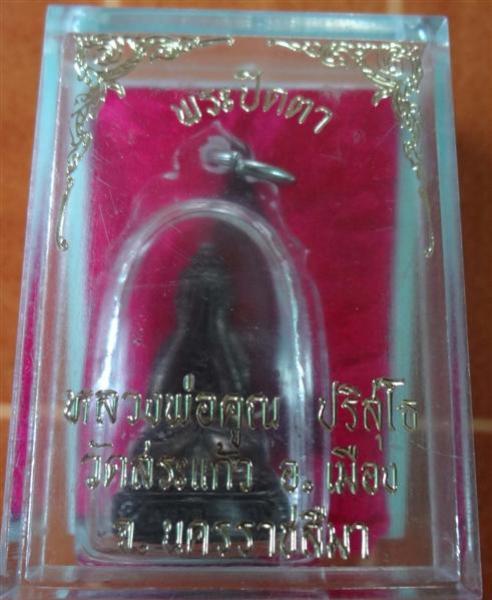 พระปิดตา
หลวงพ่อคูณ ปริสุโธ
วัดสระแก้ว อ. เมือง
จ. นครราชสีมา